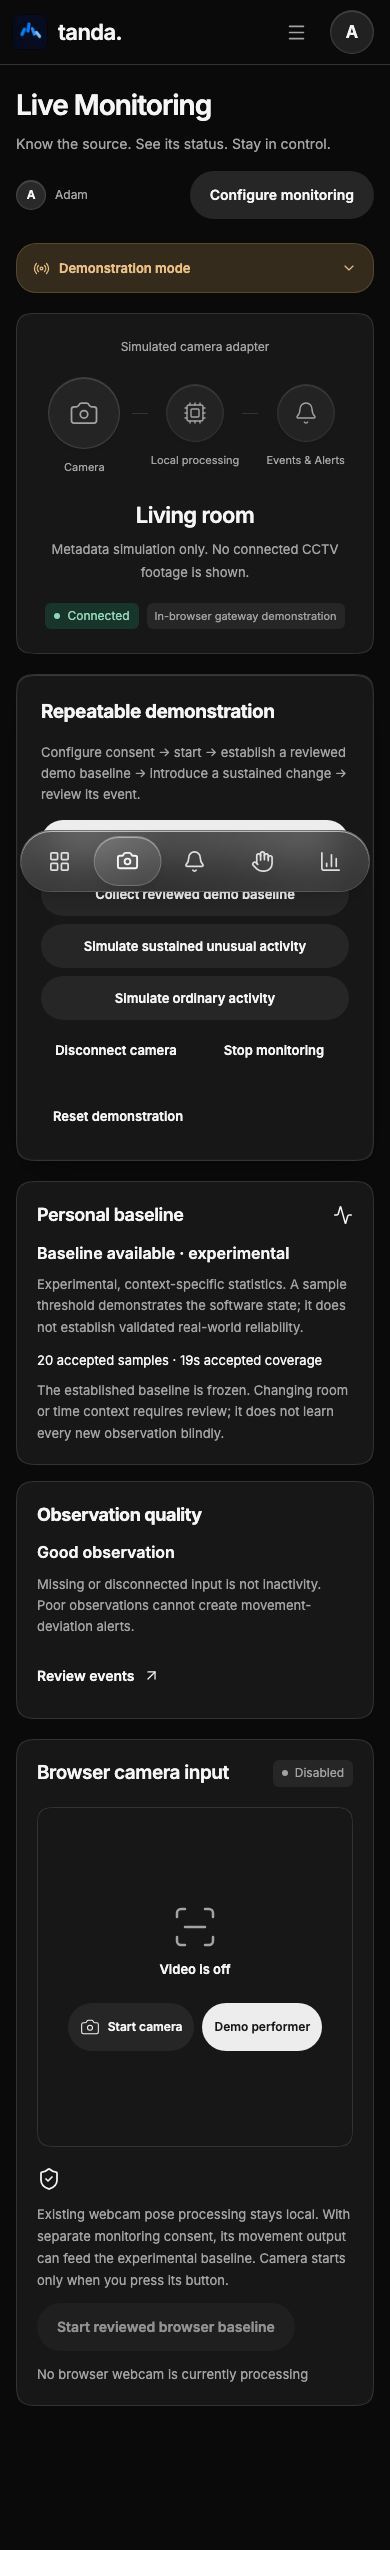 tanda.
A
Live Monitoring
Know the source. See its status. Stay in control.
A
Adam
Configure monitoring
Demonstration mode
Simulated camera adapter
Camera
Local processing
Events & Alerts
Living room
Metadata simulation only. No connected CCTV
footage is shown.
Connected
In-browser gateway demonstration
Repeatable demonstration
Configure consent → start → establish a reviewed
demo baseline → introduce a sustained change →
review its event.
Collect reviewed demo baseline
Simulate sustained unusual activity
Simulate ordinary activity
Disconnect camera
Stop monitoring
Reset demonstration
Personal baseline
Baseline available · experimental
Experimental, context-specific statistics. A sample
threshold demonstrates the software state; it does
not establish validated real-world reliability.
20 accepted samples · 19s accepted coverage
The established baseline is frozen. Changing room
or time context requires review; it does not learn
every new observation blindly.
Observation quality
Good observation
Missing or disconnected input is not inactivity.
Poor observations cannot create movement-
deviation alerts.
Review events
Browser camera input
Disabled
Video is off
Start camera
Demo performer
Existing webcam pose processing stays local. With
separate monitoring consent, its movement output
can feed the experimental baseline. Camera starts
only when you press its button.
Start reviewed browser baseline
No browser webcam is currently processing